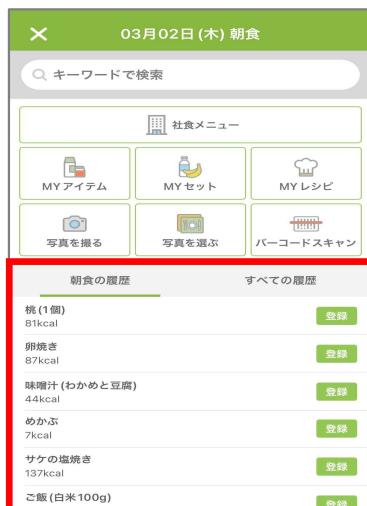 03月02日(木) 朝食
キーワードで検索
社食メニュー
MYアイテム
MYセット
MYレシピ
写真を撮る
写真を選ぶ
バーコードスキャン
朝食の履歴
すべての履歴
桃(1個)
81kcal
登録
卵焼き
87kcal
登録
味噌汁(わかめと豆腐)
44kcal
登録
めかぶ
7kcal
登録
サケの塩焼き
137kcal
登録
ご飯(白米100g)
登録